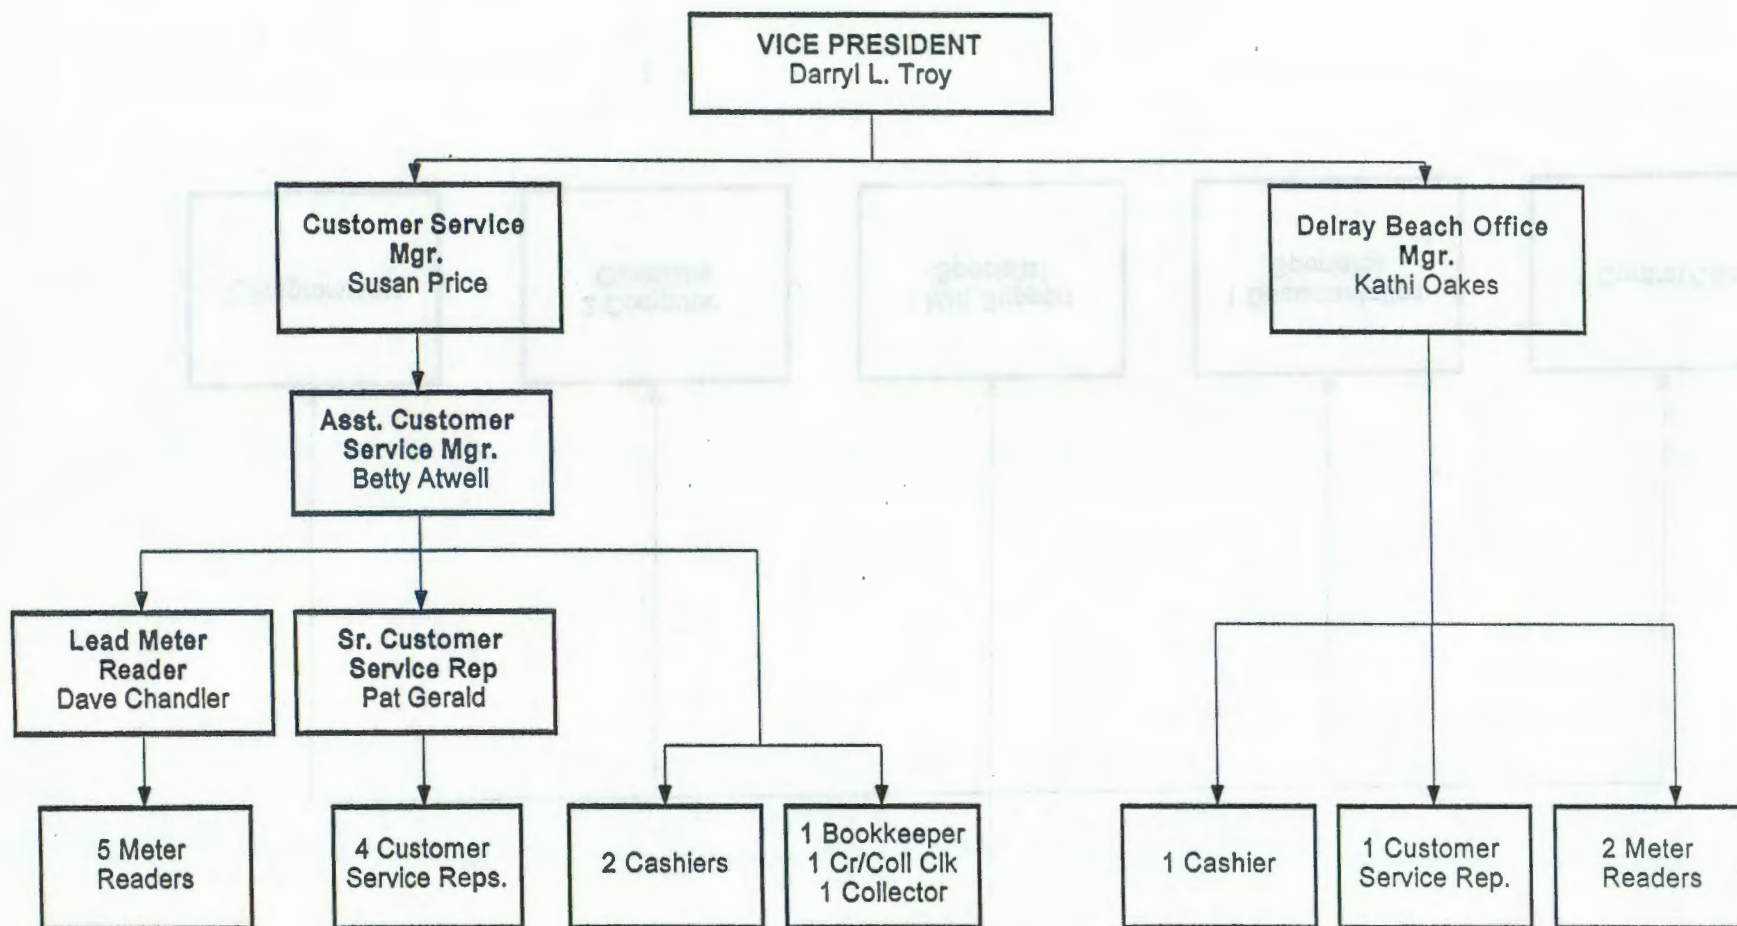 VICE PRESIDENT
Darryl L. Troy
Customer Service
Mgr.
Susan Price
Delray Beach Office
Mgr.
Kathi Oakes
Asst. Customer
Service Mgr.
Betty Atwell
Lead Meter
Reader
Dave Chandler
Sr. Customer
Service Rep
Pat Gerald
5 Meter
Readers
4 Customer
Service Reps.
2 Cashiers
1 Bookkeeper
1 Cr/Coll Clk
1 Collector
1 Cashier
1 Customer
Service Rep.
2 Meter
Readers